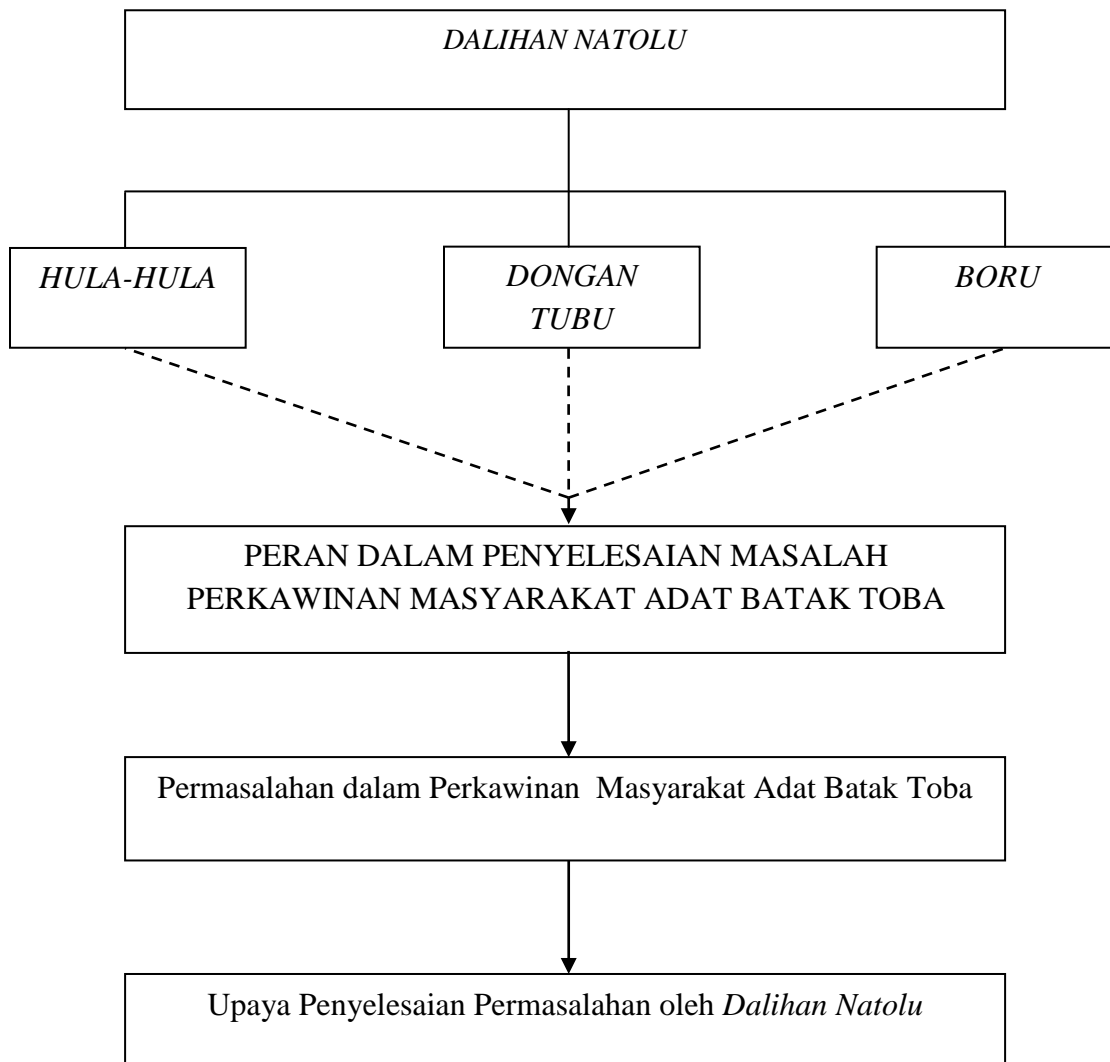 DALIHAN NATOLU
HULA-HULA
DONGAN
TUBU
BORU
PERAN DALAM PENYELESAIAN MASALAH
PERKAWINAN MASYARAKAT ADAT BATAK TOBA
Permasalahan dalam Perkawinan  Masyarakat Adat Batak Toba
Upaya Penyelesaian Permasalahan oleh Dalihan Natolu